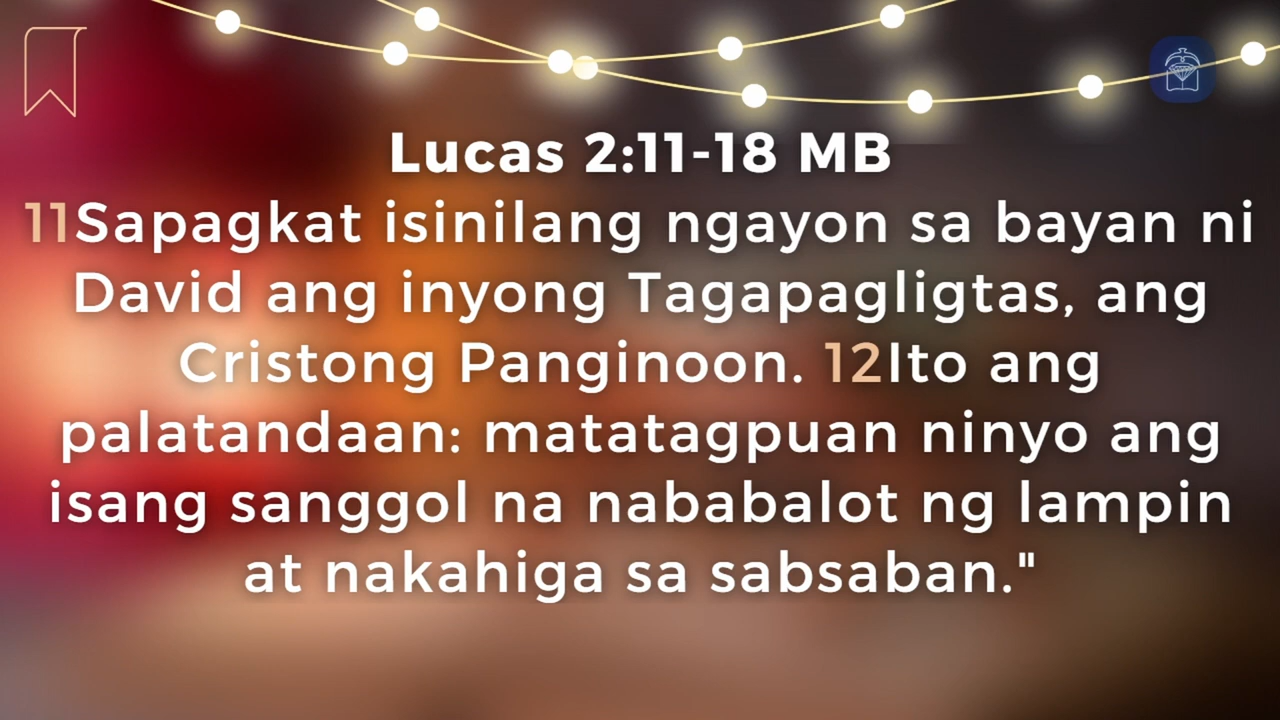 Lucas 2:11-18 MB
11Sapagkat isinilang ngayon sa bayan ni
David ang inyong Tagapagligtas, ang
Cristong Panginoon. 12Ito ang
palatandaan: matatagpuan ninyo ang
isang sanggol na nababalot ng lampin
at nakahiga sa sabsaban."